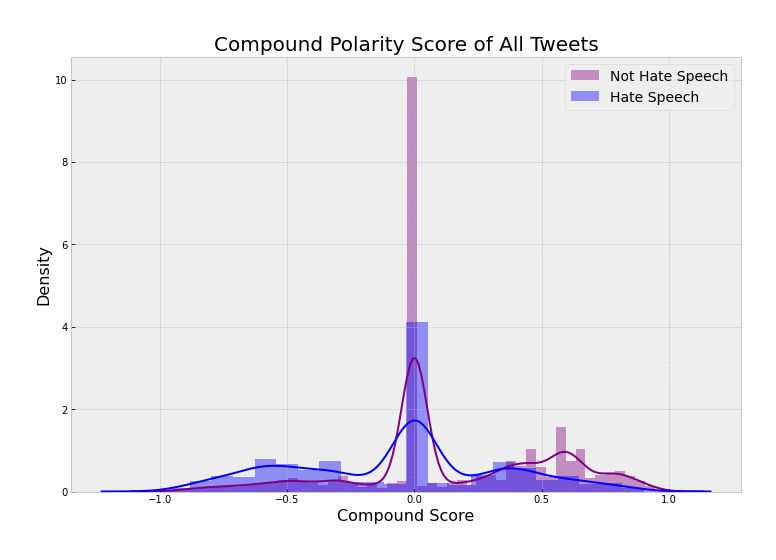 Compound Polarity Score of All Tweets
Not Hate Speech
Hate Speech
10
8
6
4
2
0
Density
−1.0 −0.5 0.0 0.5 1.0
Compound Score